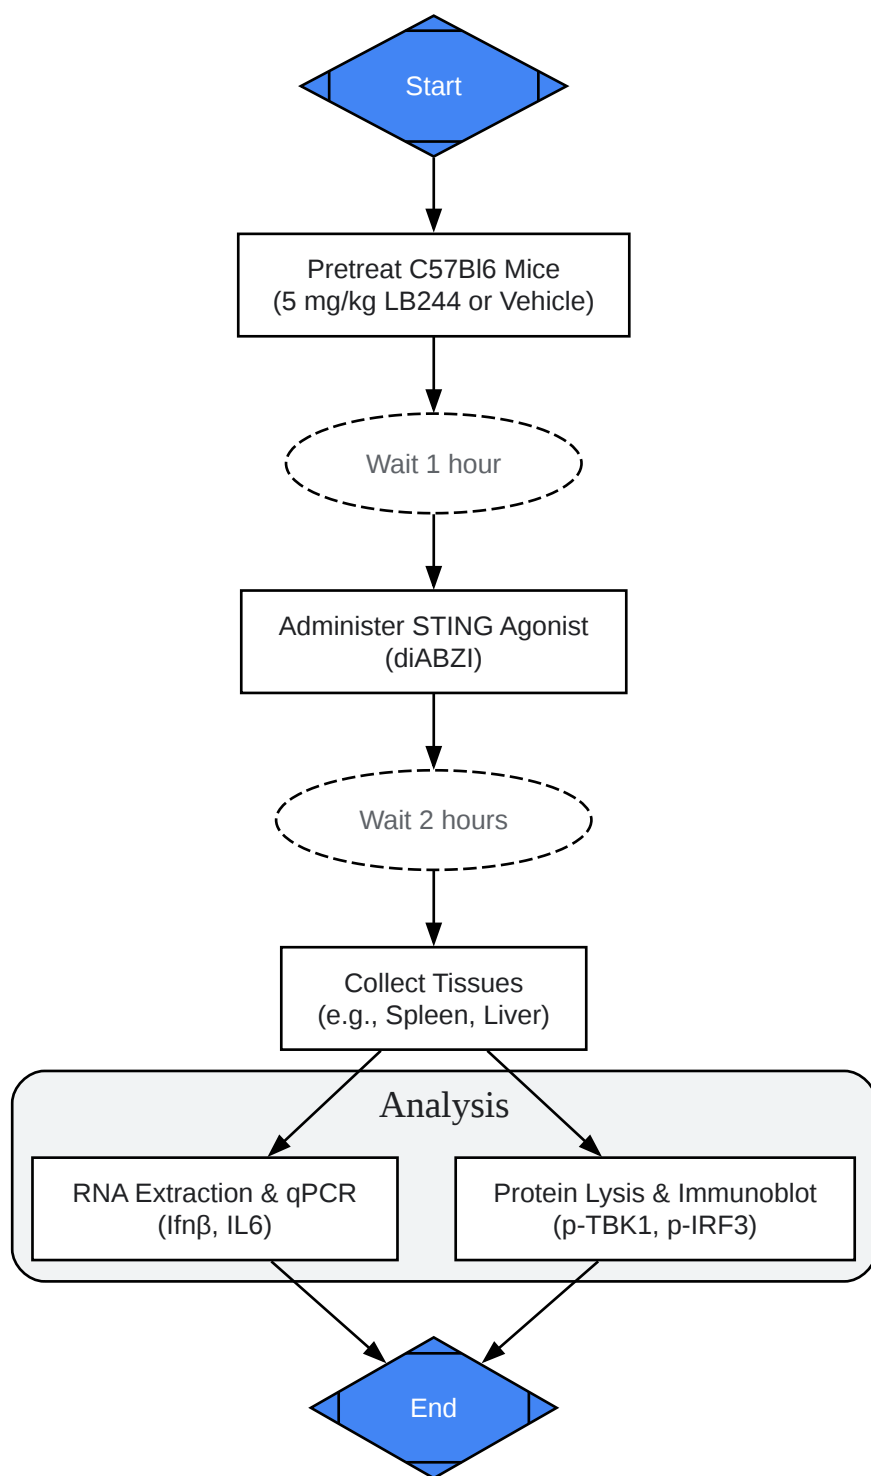 Start
Pretreat C57Bl6 Mice
(5 mg/kg LB244 or Vehicle)
Wait 1 hour
Administer STING Agonist
(diABZI)
Wait 2 hours
Collect Tissues
(e.g., Spleen, Liver)
Analysis
RNA Extraction & qPCR
(Ifnβ, IL6)
Protein Lysis & Immunoblot
(p-TBK1, p-IRF3)
End